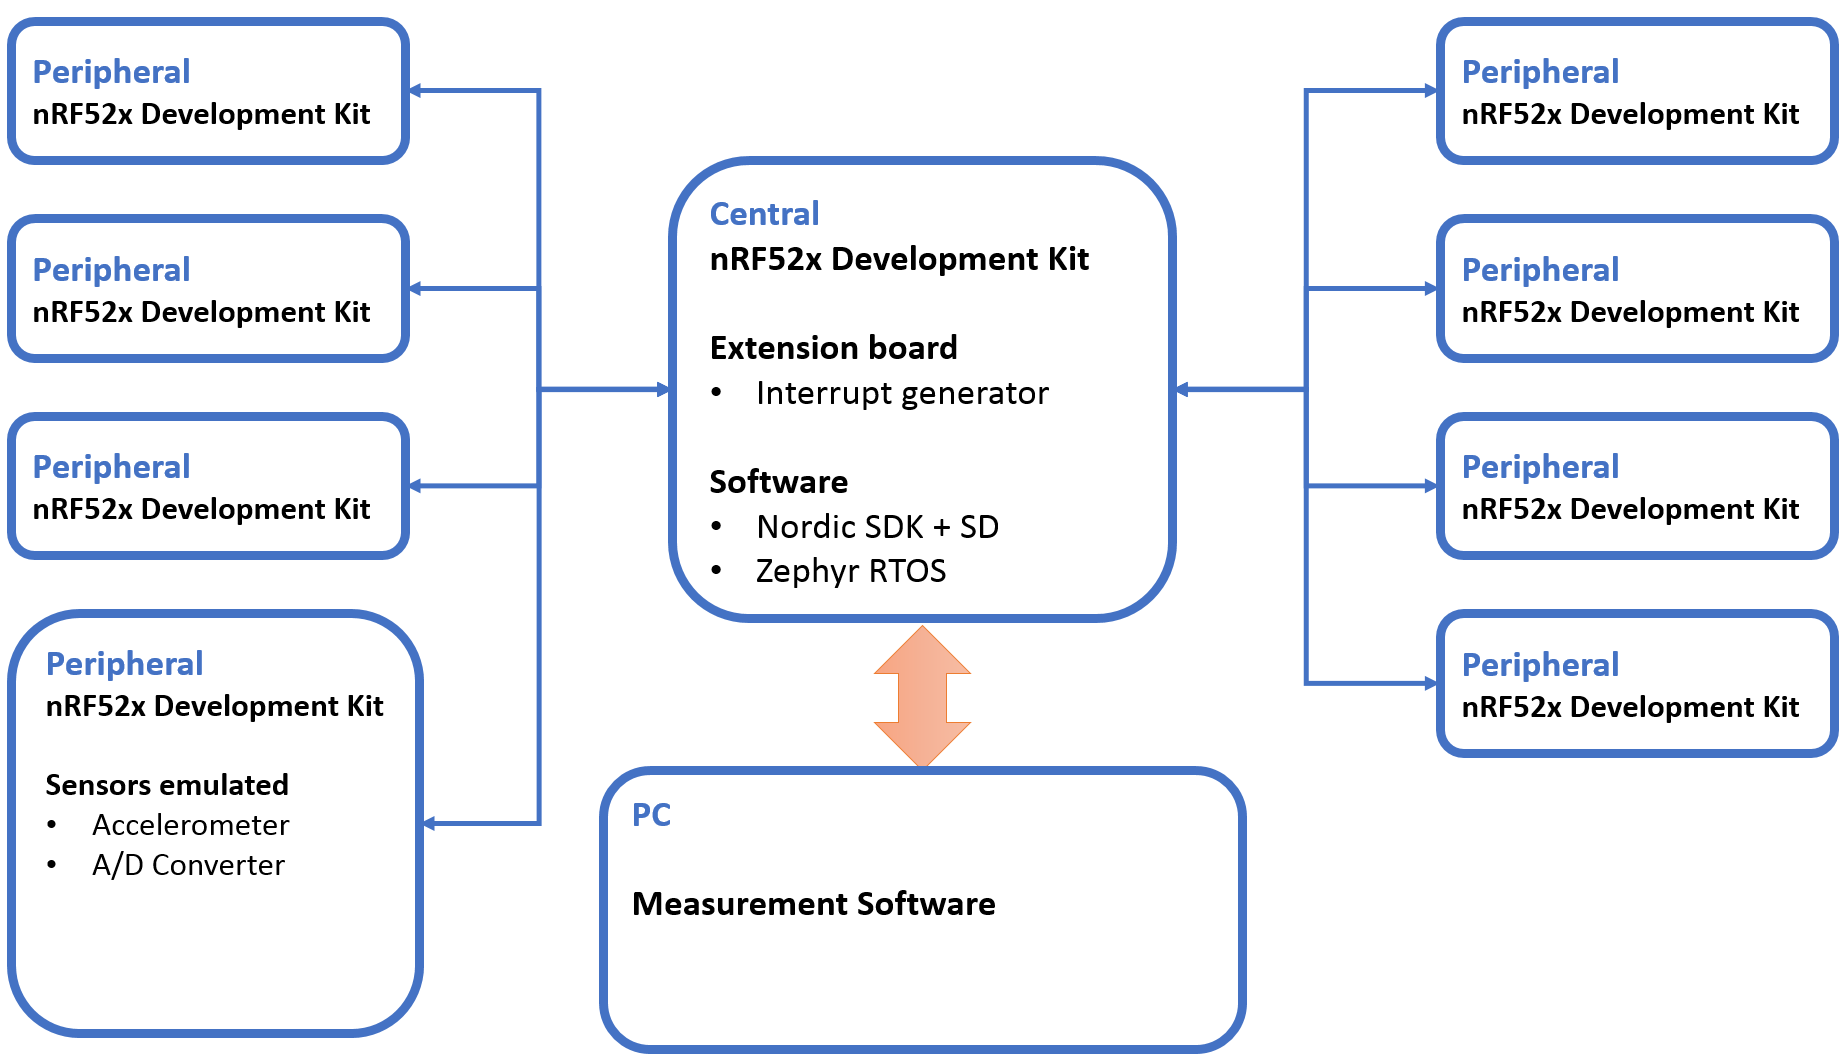 Peripheral
nRF52x Development Kit
Peripheral
nRF52x Development Kit
Peripheral
nRF52x Development Kit
Peripheral
nRF52x Development Kit
Sensors emulated
• Accelerometer
• A/D Converter
Central
nRF52x Development Kit
Extension board
• Interrupt generator
Software
• Nordic SDK + SD
• Zephyr RTOS
PC
Measurement Software
Peripheral
nRF52x Development Kit
Peripheral
nRF52x Development Kit
Peripheral
nRF52x Development Kit
Peripheral
nRF52x Development Kit